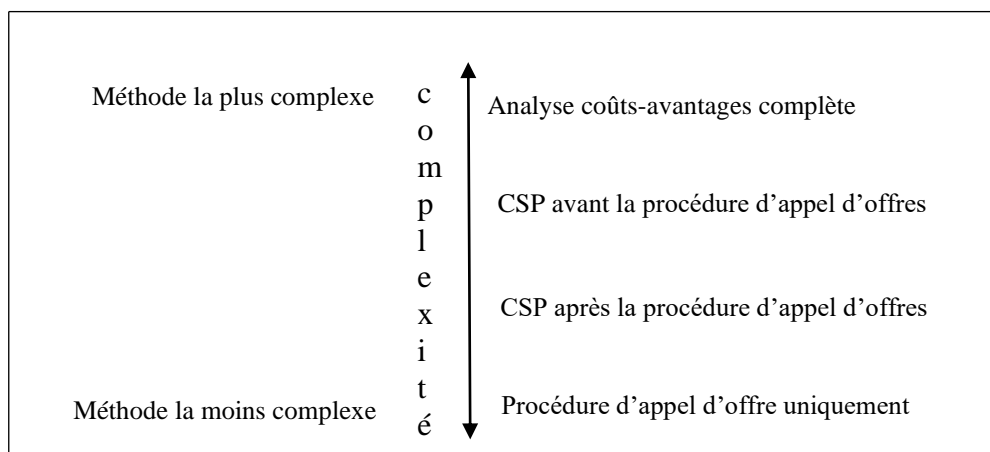 Méthode la plus complexe
complexité
Analyse coûts-avantages complète
CSP avant la procédure d’appel d’offres
CSP après la procédure d’appel d’offres
Méthode la moins complexe
Procédure d’appel d’offre uniquement